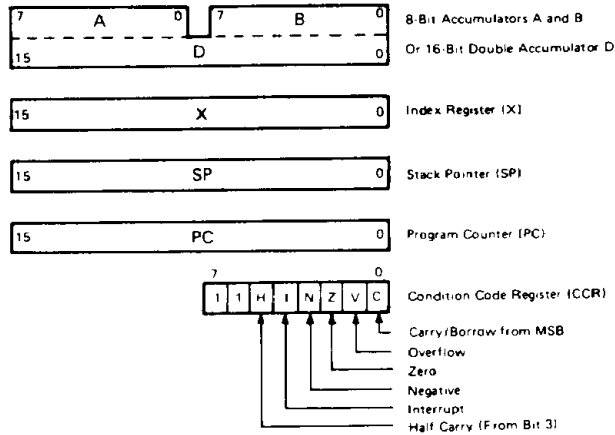 7 A 0 7 B 0 8-Bit Accumulators A and B
15 D 0 Or 16-Bit Double Accumulator D
15 X 0 Index Register (X)
15 SP 0 Stack Pointer (SP)
15 PC 0 Program Counter (PC)
7 0
1 1 H I N Z V C Condition Code Register (CCR)
Carry/Borrow from MSB
Overflow
Zero
Negative
Interrupt
Half Carry (From Bit 3)